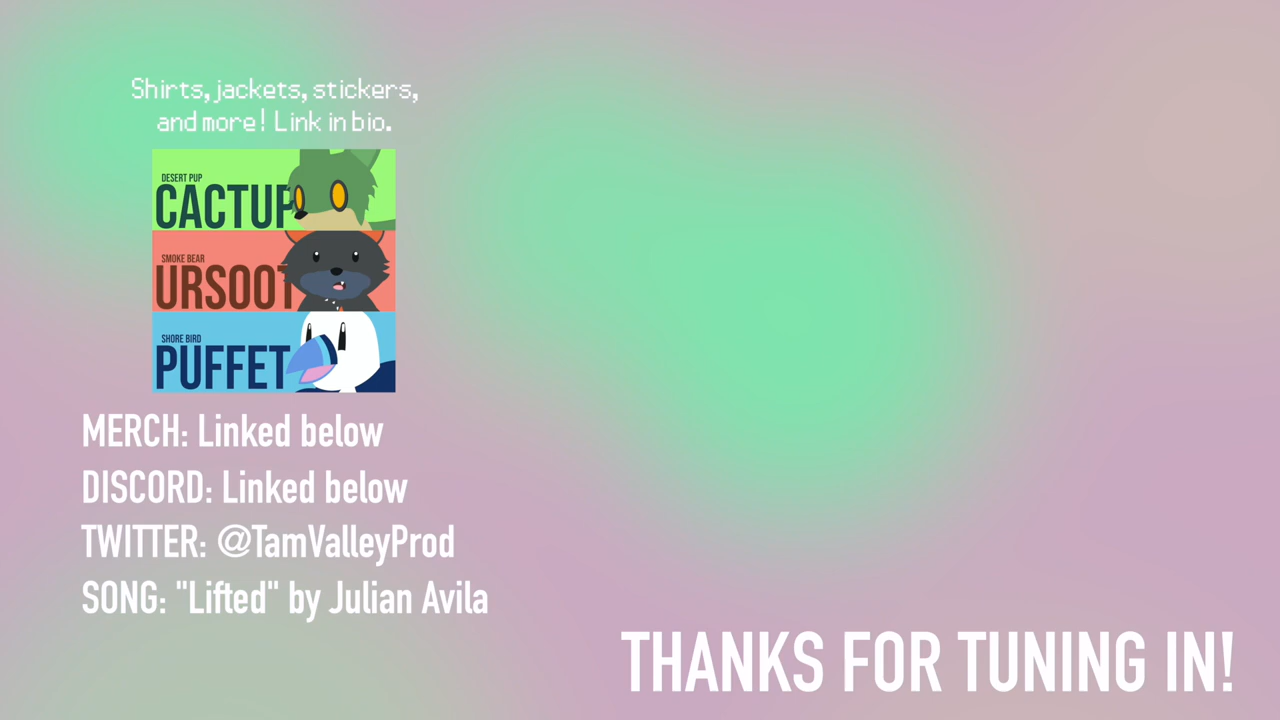 Shirts, jackets, stickers,
and more! Link in bio.
DESERT PUP
CACTUP
SMOKE BEAR
URSOOT
SHORE BIRD
PUFFET
MERCH: Linked below
DISCORD: Linked below
TWITTER: @TamValleyProd
SONG: "Lifted" by Julian Avila
THANKS FOR TUNING IN!